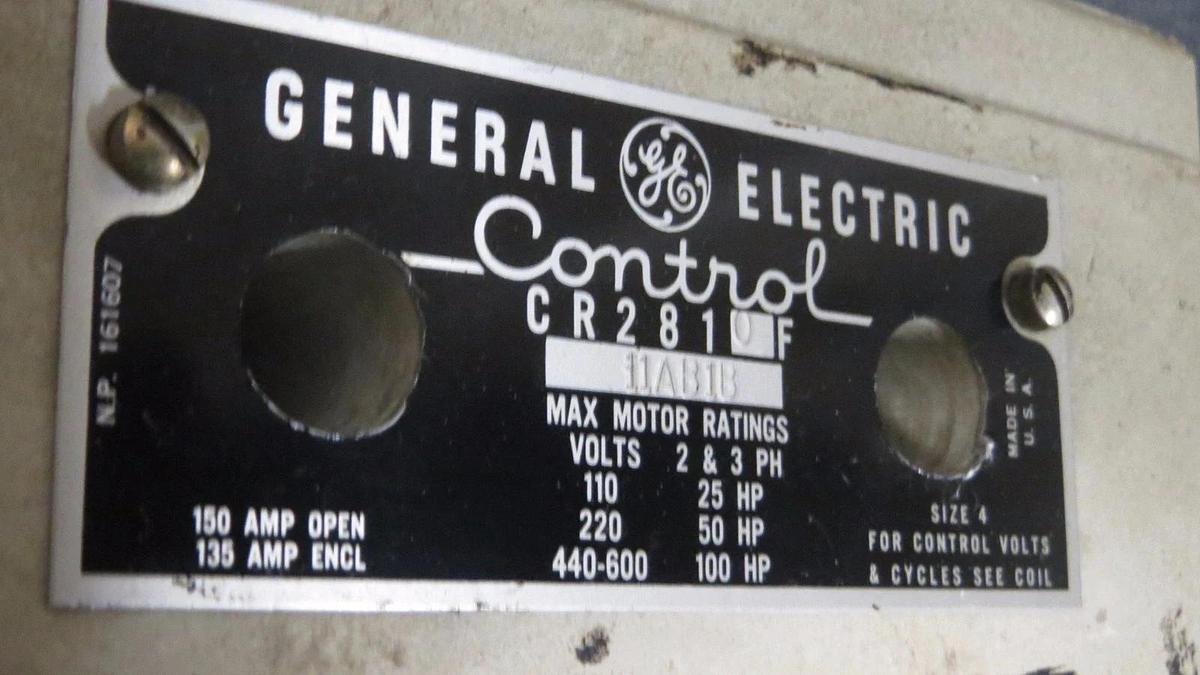 GENERAL GE ELECTRIC
Control
CR2810F
11AB1B
MAX MOTOR RATINGS
VOLTS 2 & 3 PH
110 25 HP
220 50 HP
440-600 100 HP
150 AMP OPEN
135 AMP ENCL
SIZE 4
FOR CONTROL VOLTS
& CYCLES SEE COIL
N.P. 161607
MADE IN
U.S.A.